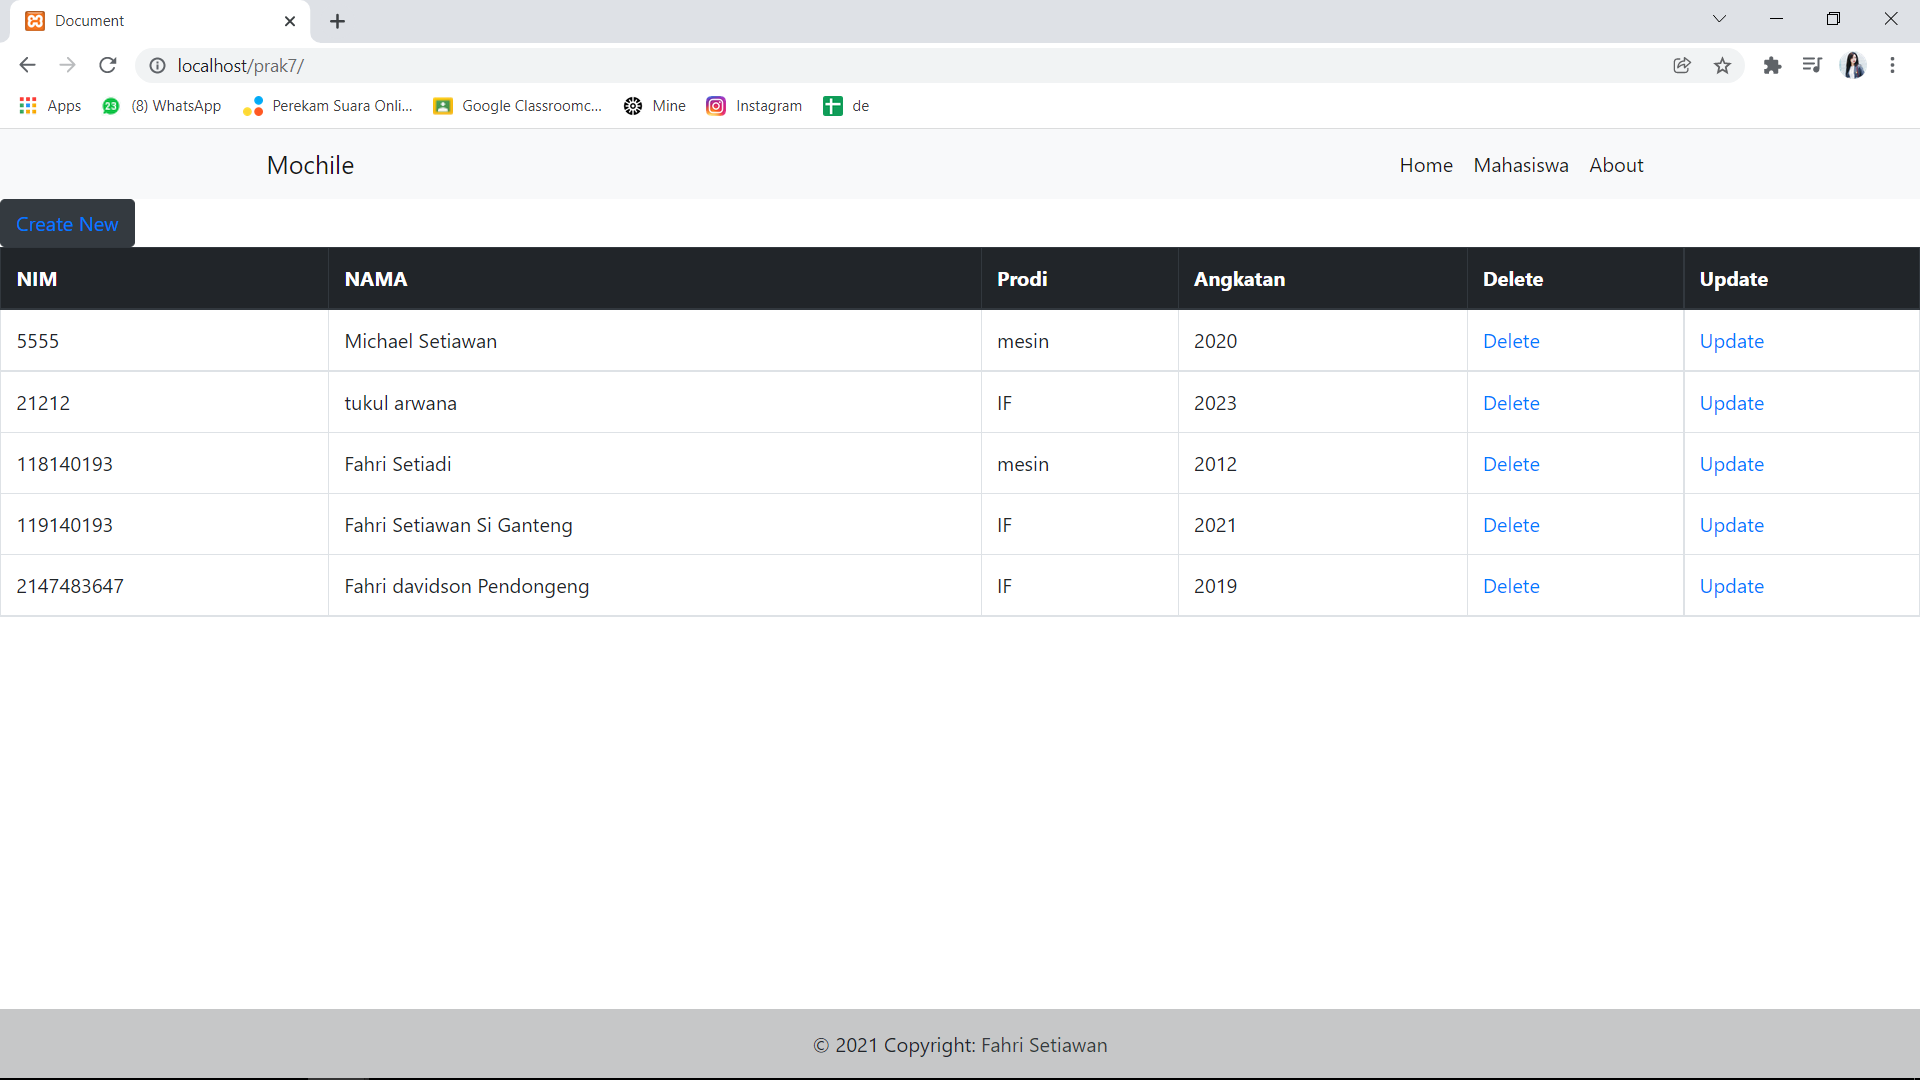 Document
localhost/prak7/
Apps 23 (8) WhatsApp Perekam Suara Onli... Google Classroomc... Mine Instagram de
Mochile Home Mahasiswa About
Create New
NIM NAMA Prodi Angkatan Delete Update
5555 Michael Setiawan mesin 2020 Delete Update
21212 tukul arwana IF 2023 Delete Update
118140193 Fahri Setiadi mesin 2012 Delete Update
119140193 Fahri Setiawan Si Ganteng IF 2021 Delete Update
2147483647 Fahri davidson Pendongeng IF 2019 Delete Update
© 2021 Copyright: Fahri Setiawan